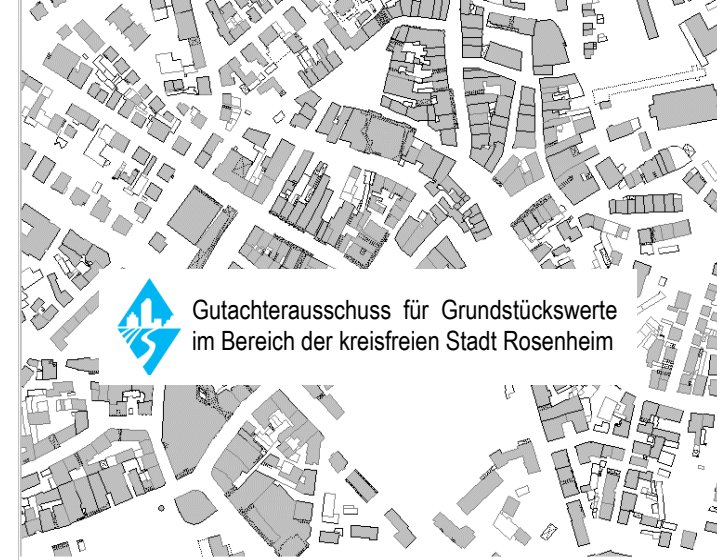 Gutachterausschuss für Grundstückswerte
im Bereich der kreisfreien Stadt Rosenheim